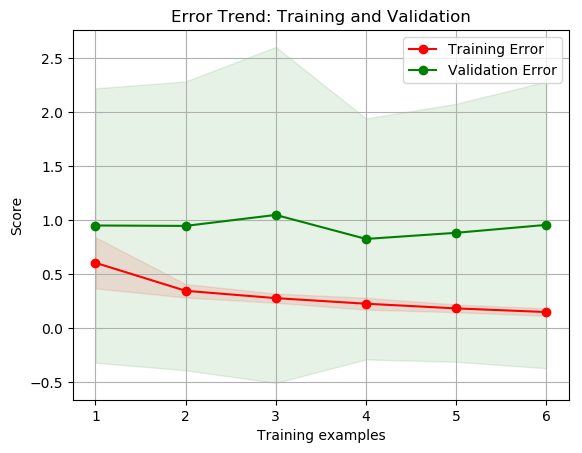 Error Trend: Training and Validation
Training Error
Validation Error
Score
2.5
2.0
1.5
1.0
0.5
0.0
−0.5
1 2 3 4 5 6
Training examples